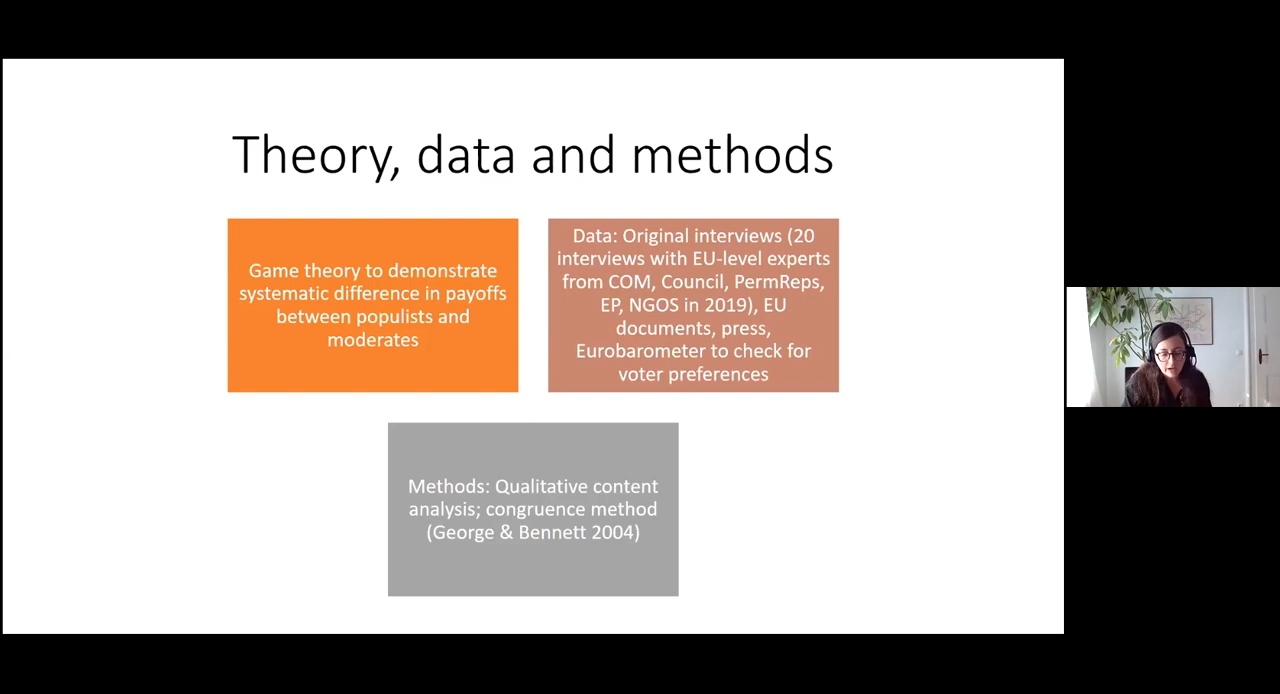 Theory, data and methods
Game theory to demonstrate
systematic difference in payoffs
between populists and
moderates
Data: Original interviews (20
interviews with EU-level experts
from COM, Council, PermReps,
EP, NGOS in 2019), EU
documents, press,
Eurobarometer to check for
voter preferences
Methods: Qualitative content
analysis; congruence method
(George & Bennett 2004)